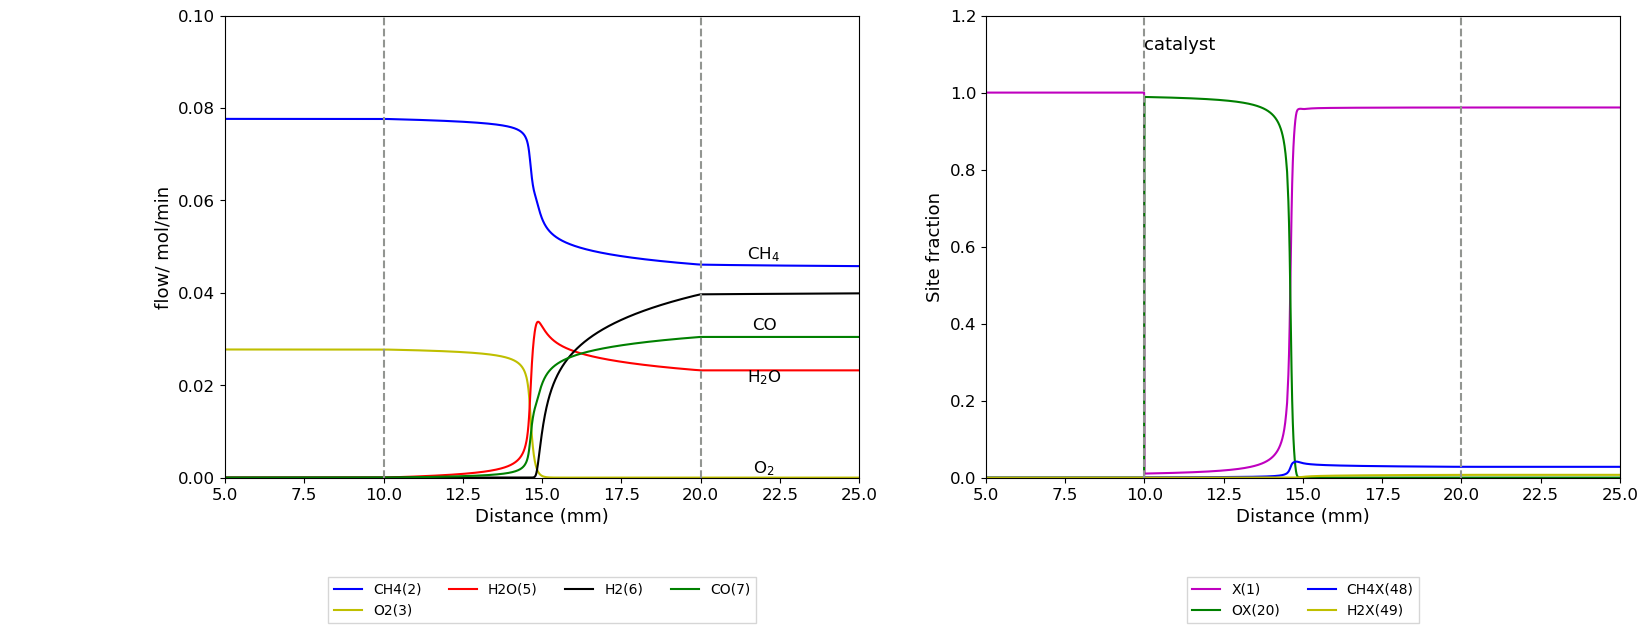 0.10
0.08
0.06
0.04
0.02
0.00
flow/ mol/min
CH₄
CO
H₂O
O₂
5.0 7.5 10.0 12.5 15.0 17.5 20.0 22.5 25.0
Distance (mm)
CH4(2) H2O(5) H2(6) CO(7)
O2(3)
1.2
1.0
0.8
0.6
0.4
0.2
0.0
Site fraction
catalyst
5.0 7.5 10.0 12.5 15.0 17.5 20.0 22.5 25.0
Distance (mm)
X(1) CH4X(48)
OX(20) H2X(49)